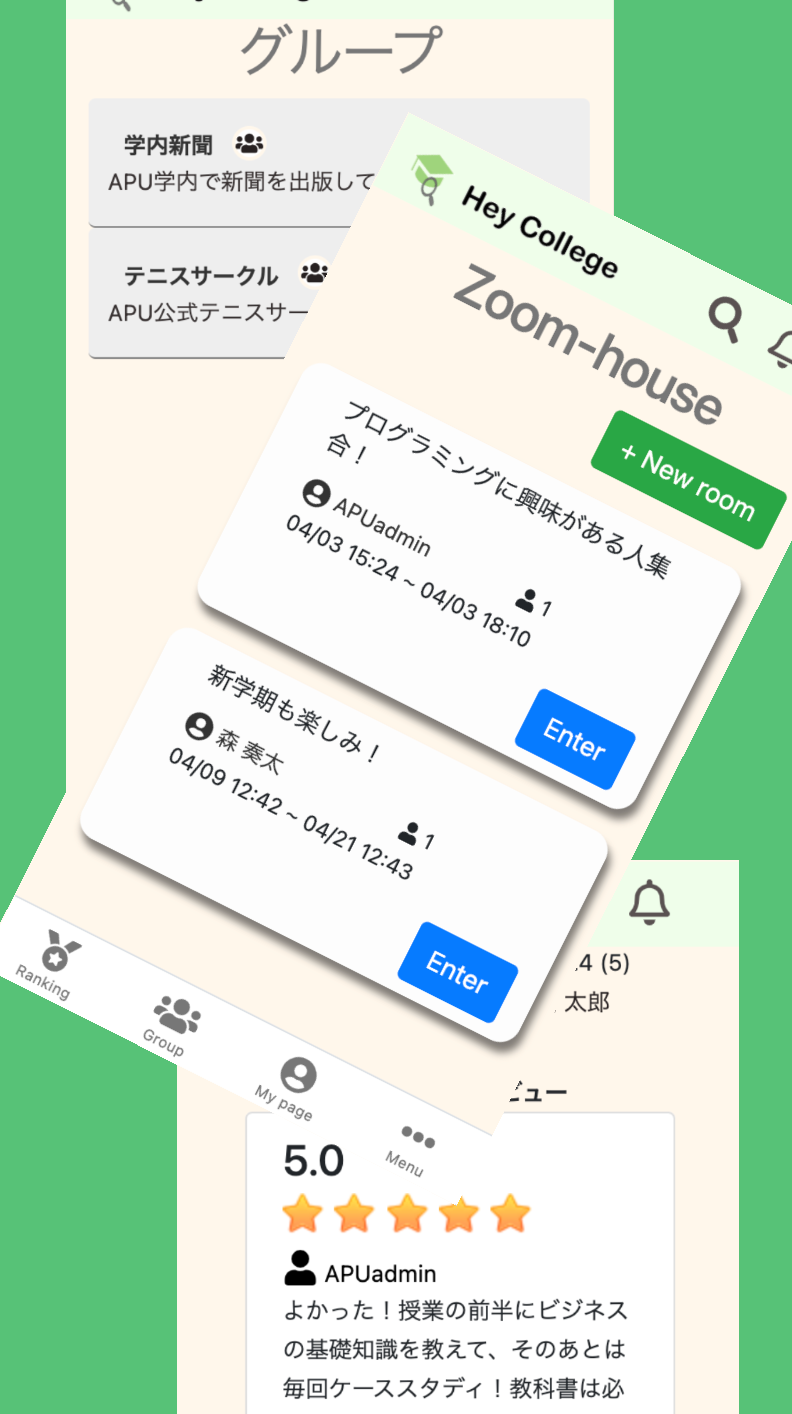 グループ
学内新聞
APU学内で新聞を出版して
テニスサークル
APU公式テニスサー
Hey College
Zoom-house
+ New room
プログラミングに興味がある人集
合！
APUadmin
1
04/03 15:24 ~ 04/03 18:10
Enter
新学期も楽しみ！
森 奏太
1
04/09 12:42 ~ 04/21 12:43
Enter
Ranking
Group
My page
Menu
.4 (5)
太郎
ビュー
5.0
APUadmin
よかった！授業の前半にビジネス
の基礎知識を教えて、そのあとは
毎回ケーススタディ！教科書は必